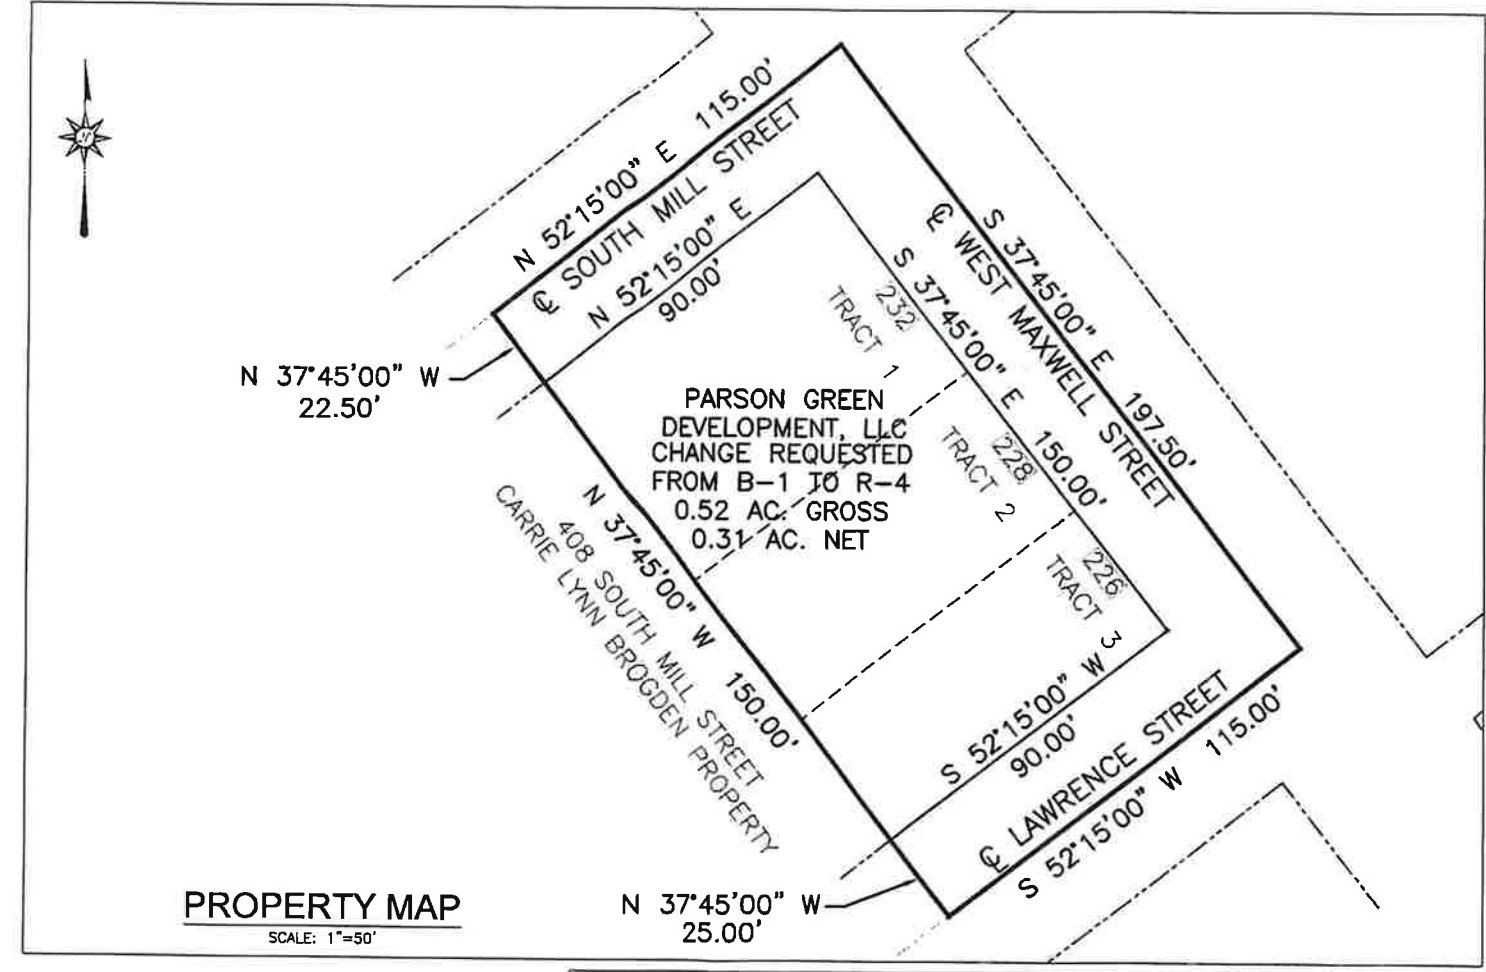 N
N 52°15'00" E 115.00'
℄ SOUTH MILL STREET
N 52°15'00" E
90.00'
S 37°45'00" E 197.50'
℄ WEST MAXWELL STREET
S 37°45'00" E 150.00'
232
TRACT 1
228
TRACT 2
226
TRACT 3
N 37°45'00" W
22.50'
PARSON GREEN
DEVELOPMENT, LLC
CHANGE REQUESTED
FROM B-1 TO R-4
0.52 AC. GROSS
0.31 AC. NET
N 37°45'00" W 150.00'
408 SOUTH MILL STREET
CARRIE LYNN BROGDEN PROPERTY
S 52°15'00" W
90.00'
℄ LAWRENCE STREET
S 52°15'00" W 115.00'
N 37°45'00" W
25.00'
PROPERTY MAP
SCALE: 1"=50'